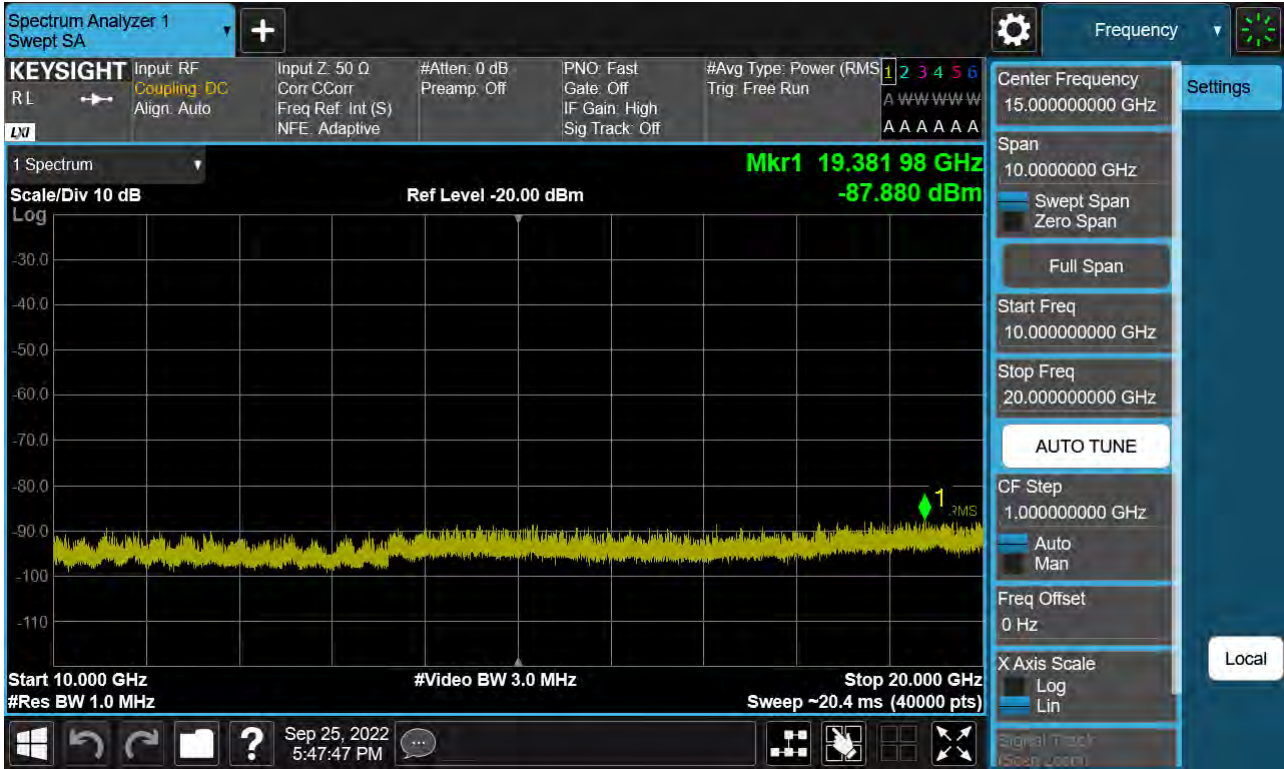 Spectrum Analyzer 1
Swept SA
+
Frequency
KEYSIGHT
RL
LXI
Input: RF
Coupling: DC
Align: Auto
Input Z: 50 Ω
Corr CCorr
Freq Ref: Int (S)
NFE: Adaptive
#Atten: 0 dB
Preamp: Off
PNO: Fast
Gate: Off
IF Gain: High
Sig Track: Off
#Avg Type: Power (RMS
Trig: Free Run
1 2 3 4 5 6
A W W W W W
A A A A A A
1 Spectrum
Scale/Div 10 dB
Log
Ref Level -20.00 dBm
Mkr1 19.381 98 GHz
-87.880 dBm
-30.0
-40.0
-50.0
-60.0
-70.0
-80.0
-90.0
-100
-110
1
RMS
Start 10.000 GHz
#Res BW 1.0 MHz
#Video BW 3.0 MHz
Stop 20.000 GHz
Sweep ~20.4 ms (40000 pts)
Center Frequency
15.000000000 GHz
Span
10.0000000 GHz
Swept Span
Zero Span
Full Span
Start Freq
10.000000000 GHz
Stop Freq
20.000000000 GHz
AUTO TUNE
CF Step
1.000000000 GHz
Auto
Man
Freq Offset
0 Hz
X Axis Scale
Log
Lin
Signal Track
(Span Zoom)
Settings
Local
?
Sep 25, 2022
5:47:47 PM